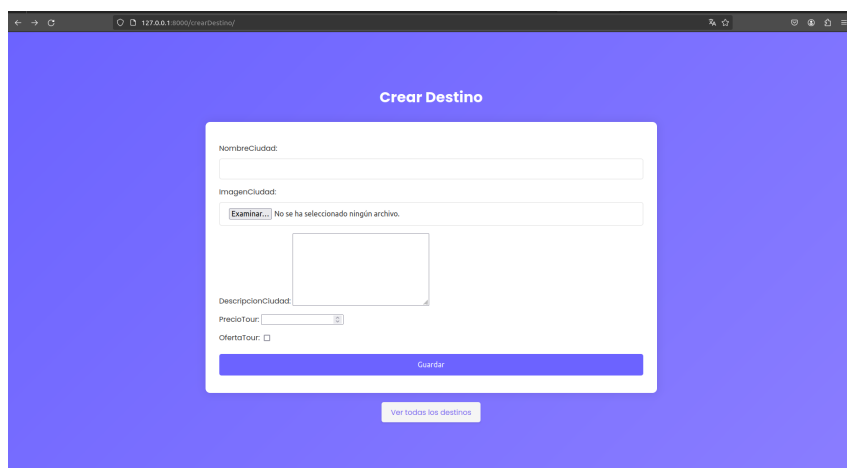 127.0.0.1:8000/crearDestino/
Crear Destino
NombreCiudad:
ImagenCiudad:
Examinar... No se ha seleccionado ningún archivo.
DescripcionCiudad:
PrecioTour:
OfertaTour:
Guardar
Ver todas los destinos